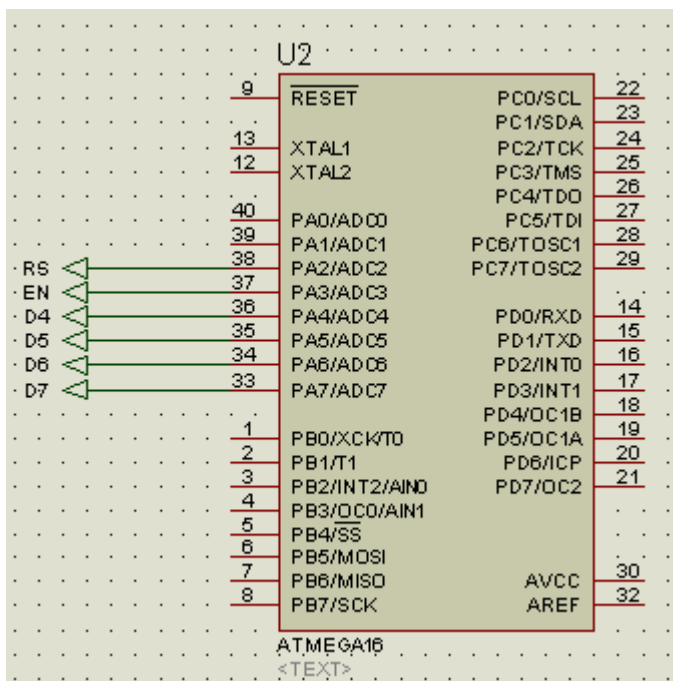 U2
9 RESET PC0/SCL 22
PC1/SDA 23
13 XTAL1 PC2/TCK 24
12 XTAL2 PC3/TMS 25
PC4/TDO 26
40 PA0/ADC0 PC5/TDI 27
39 PA1/ADC1 PC6/TOSC1 28
RS 38 PA2/ADC2 PC7/TOSC2 29
EN 37 PA3/ADC3
D4 36 PA4/ADC4 PD0/RXD 14
D5 35 PA5/ADC5 PD1/TXD 15
D6 34 PA6/ADC6 PD2/INT0 16
D7 33 PA7/ADC7 PD3/INT1 17
PD4/OC1B 18
1 PB0/XCK/T0 PD5/OC1A 19
2 PB1/T1 PD6/ICP 20
3 PB2/INT2/AIN0 PD7/OC2 21
4 PB3/OC0/AIN1
5 PB4/SS
6 PB5/MOSI
7 PB6/MISO AVCC 30
8 PB7/SCK AREF 32
ATMEGA16
<TEXT>